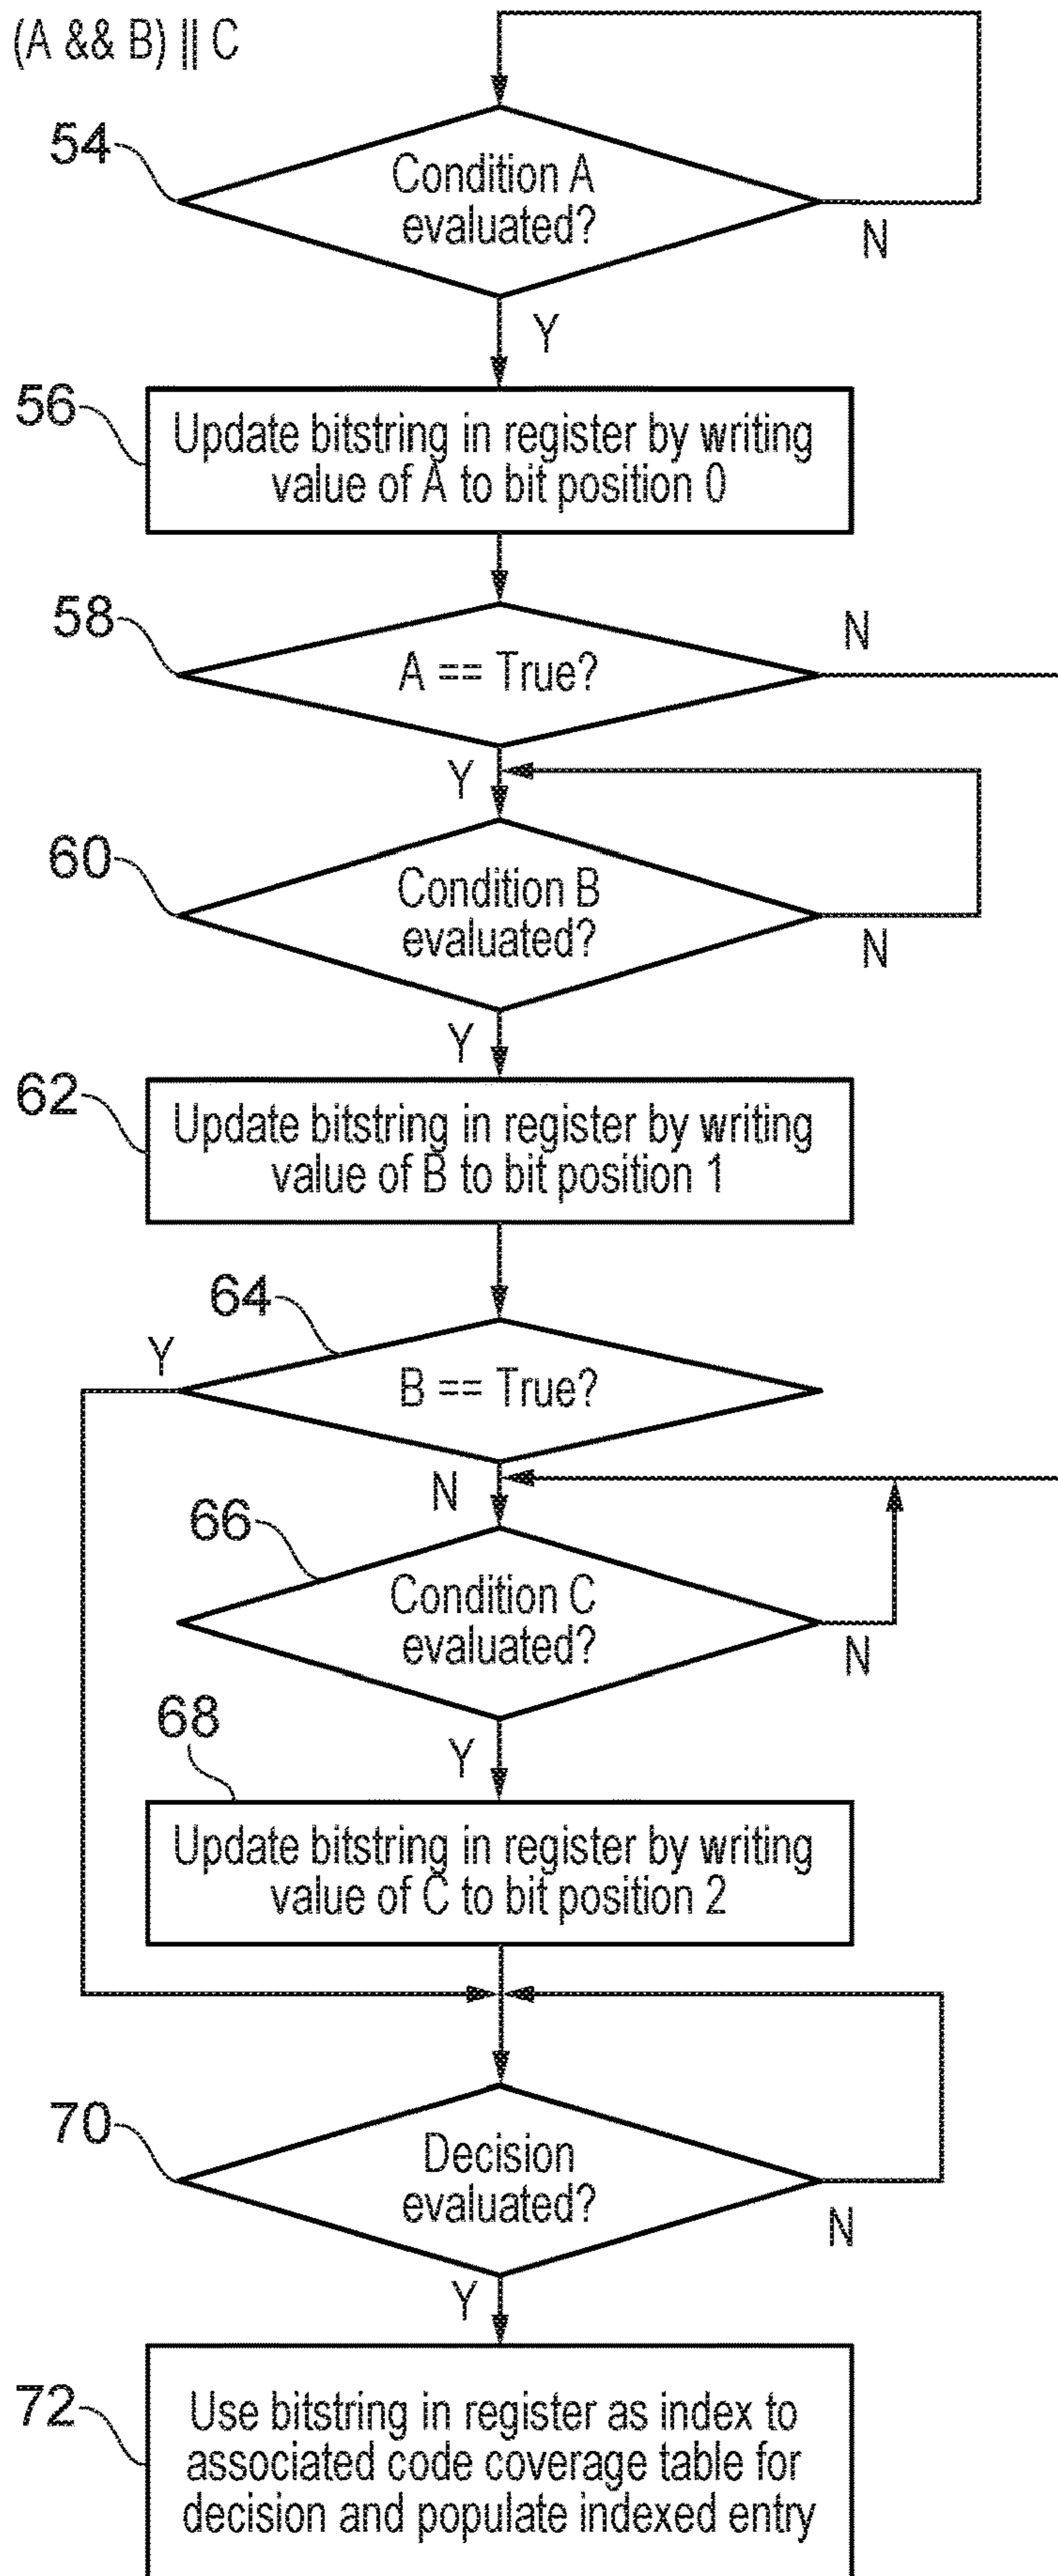 (A && B) || C
54
Condition A
evaluated?
N
Y
56
Update bitstring in register by writing
value of A to bit position 0
58
A == True?
N
Y
60
Condition B
evaluated?
N
Y
62
Update bitstring in register by writing
value of B to bit position 1
64
Y
B == True?
N
66
Condition C
evaluated?
N
68
Y
Update bitstring in register by writing
value of C to bit position 2
70
Decision
evaluated?
N
Y
72
Use bitstring in register as index to
associated code coverage table for
decision and populate indexed entry